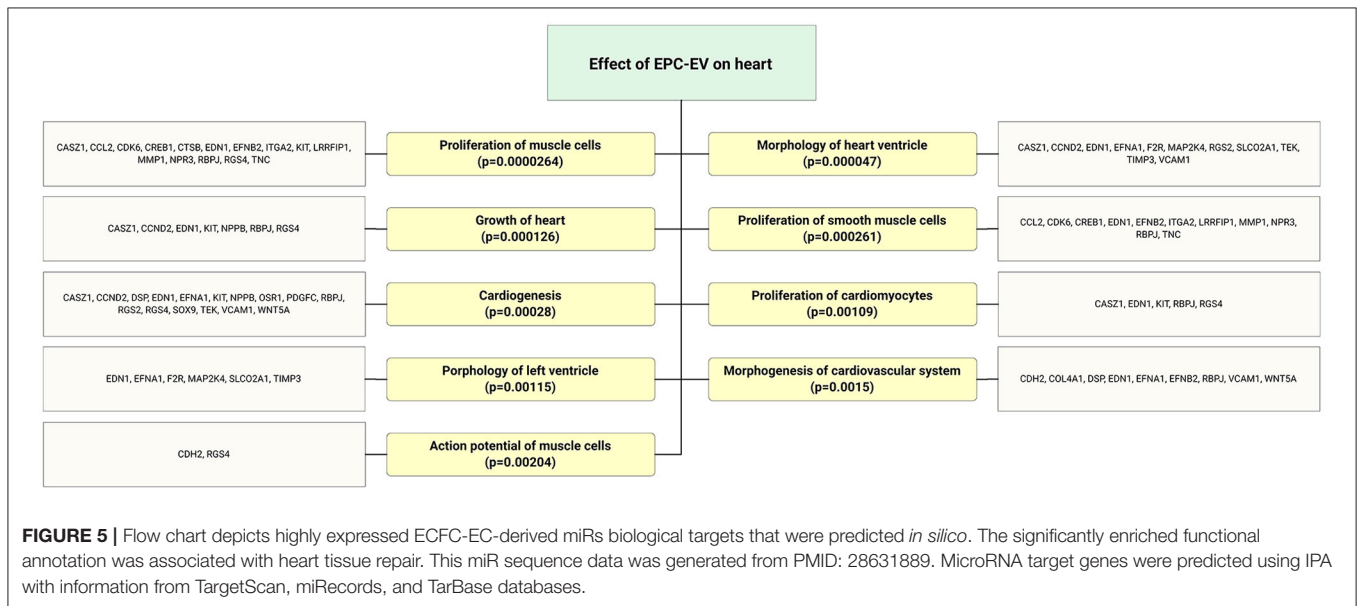 Effect of EPC-EV on heart
CASZ1, CCL2, CDK6, CREB1, CTSB, EDN1, EFNB2, ITGA2, KIT, LRRFIP1,
MMP1, NPR3, RBPJ, RGS4, TNC
Proliferation of muscle cells
(p=0.0000264)
Morphology of heart ventricle
(p=0.000047)
CASZ1, CCND2, EDN1, EFNA1, F2R, MAP2K4, RGS2, SLCO2A1, TEK,
TIMP3, VCAM1
CASZ1, CCND2, EDN1, KIT, NPPB, RBPJ, RGS4
Growth of heart
(p=0.000126)
Proliferation of smooth muscle cells
(p=0.000261)
CCL2, CDK6, CREB1, EDN1, EFNB2, ITGA2, LRRFIP1, MMP1, NPR3,
RBPJ, TNC
CASZ1, CCND2, DSP, EDN1, EFNA1, KIT, NPPB, OSR1, PDGFC, RBPJ,
RGS2, RGS4, SOX9, TEK, VCAM1, WNT5A
Cardiogenesis
(p=0.00028)
Proliferation of cardiomyocytes
(p=0.00109)
CASZ1, EDN1, KIT, RBPJ, RGS4
EDN1, EFNA1, F2R, MAP2K4, SLCO2A1, TIMP3
Porphology of left ventricle
(p=0.00115)
Morphogenesis of cardiovascular system
(p=0.0015)
CDH2, COL4A1, DSP, EDN1, EFNA1, EFNB2, RBPJ, VCAM1, WNT5A
CDH2, RGS4
Action potential of muscle cells
(p=0.00204)
FIGURE 5 | Flow chart depicts highly expressed ECFC-EC-derived miRs biological targets that were predicted in silico. The significantly enriched functional
annotation was associated with heart tissue repair. This miR sequence data was generated from PMID: 28631889. MicroRNA target genes were predicted using IPA
with information from TargetScan, miRecords, and TarBase databases.